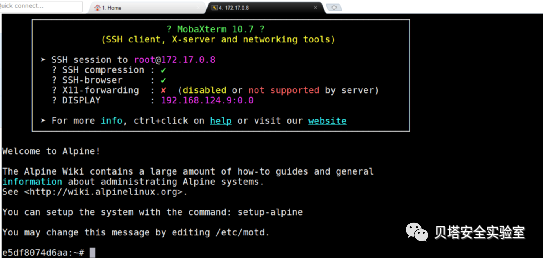 Quick connect...
1. Home
4. 172.17.0.8
? MobaXterm 10.7 ?
(SSH client, X-server and networking tools)
➤ SSH session to root@172.17.0.8
? SSH compression : ✔
? SSH-browser : ✔
? X11-forwarding : ✘ (disabled or not supported by server)
? DISPLAY : 192.168.124.9:0.0
➤ For more info, ctrl+click on help or visit our website
Welcome to Alpine!
The Alpine Wiki contains a large amount of how-to guides and general
information about administrating Alpine systems.
See <http://wiki.alpinelinux.org>.
You can setup the system with the command: setup-alpine
You may change this message by editing /etc/motd.
贝塔安全实验室
e5df8074d6aa:~#